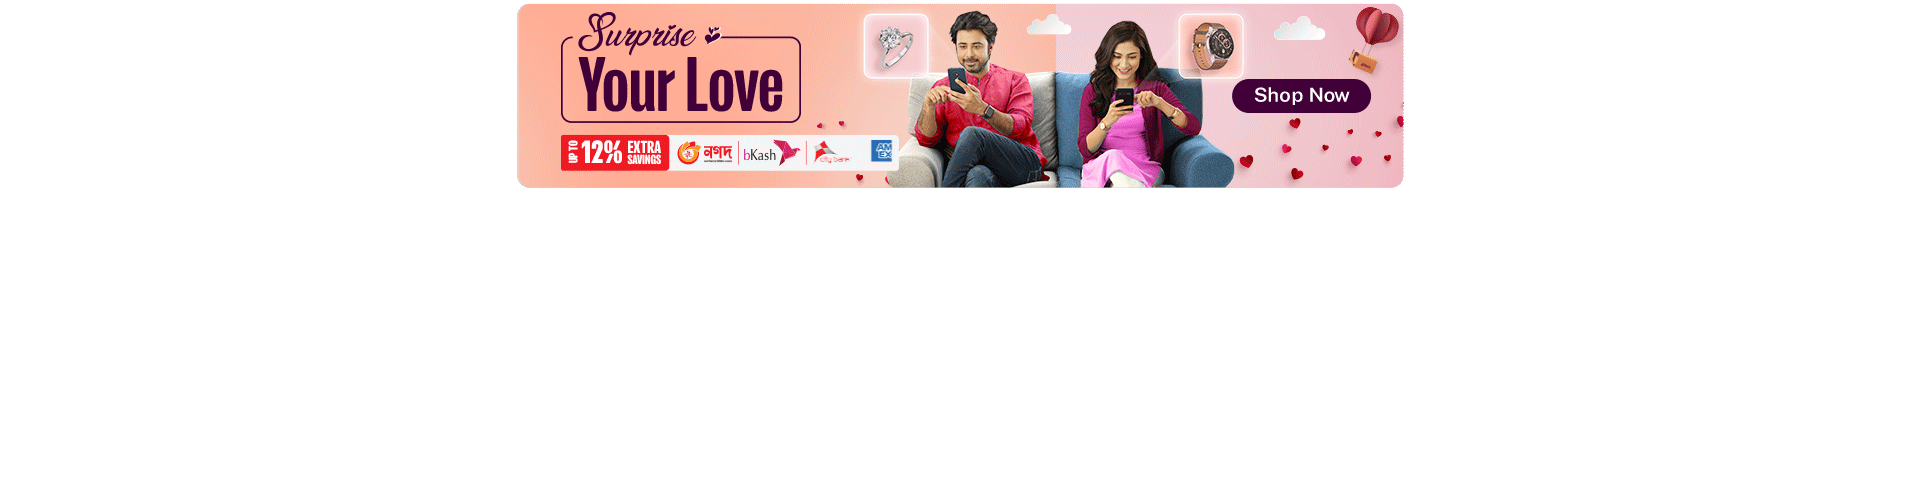 Surprise
Your Love
UP TO 12% EXTRA SAVINGS
নগদ
bKash
city bank
AM
EX
Shop Now